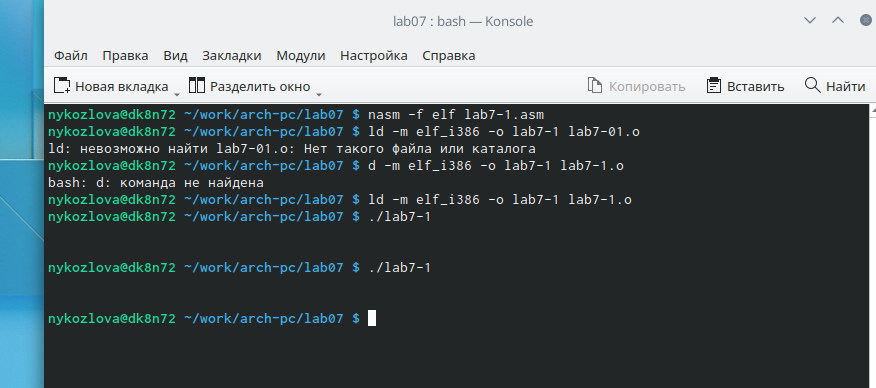 lab07 : bash — Konsole
Файл Правка Вид Закладки Модули Настройка Справка
Новая вкладка Разделить окно Копировать Вставить Найти
nykozlova@dk8n72 ~/work/arch-pc/lab07 $ nasm -f elf lab7-1.asm
nykozlova@dk8n72 ~/work/arch-pc/lab07 $ ld -m elf_i386 -o lab7-1 lab7-01.o
ld: невозможно найти lab7-01.o: Нет такого файла или каталога
nykozlova@dk8n72 ~/work/arch-pc/lab07 $ d -m elf_i386 -o lab7-1 lab7-1.o
bash: d: команда не найдена
nykozlova@dk8n72 ~/work/arch-pc/lab07 $ ld -m elf_i386 -o lab7-1 lab7-1.o
nykozlova@dk8n72 ~/work/arch-pc/lab07 $ ./lab7-1
nykozlova@dk8n72 ~/work/arch-pc/lab07 $ ./lab7-1
nykozlova@dk8n72 ~/work/arch-pc/lab07 $